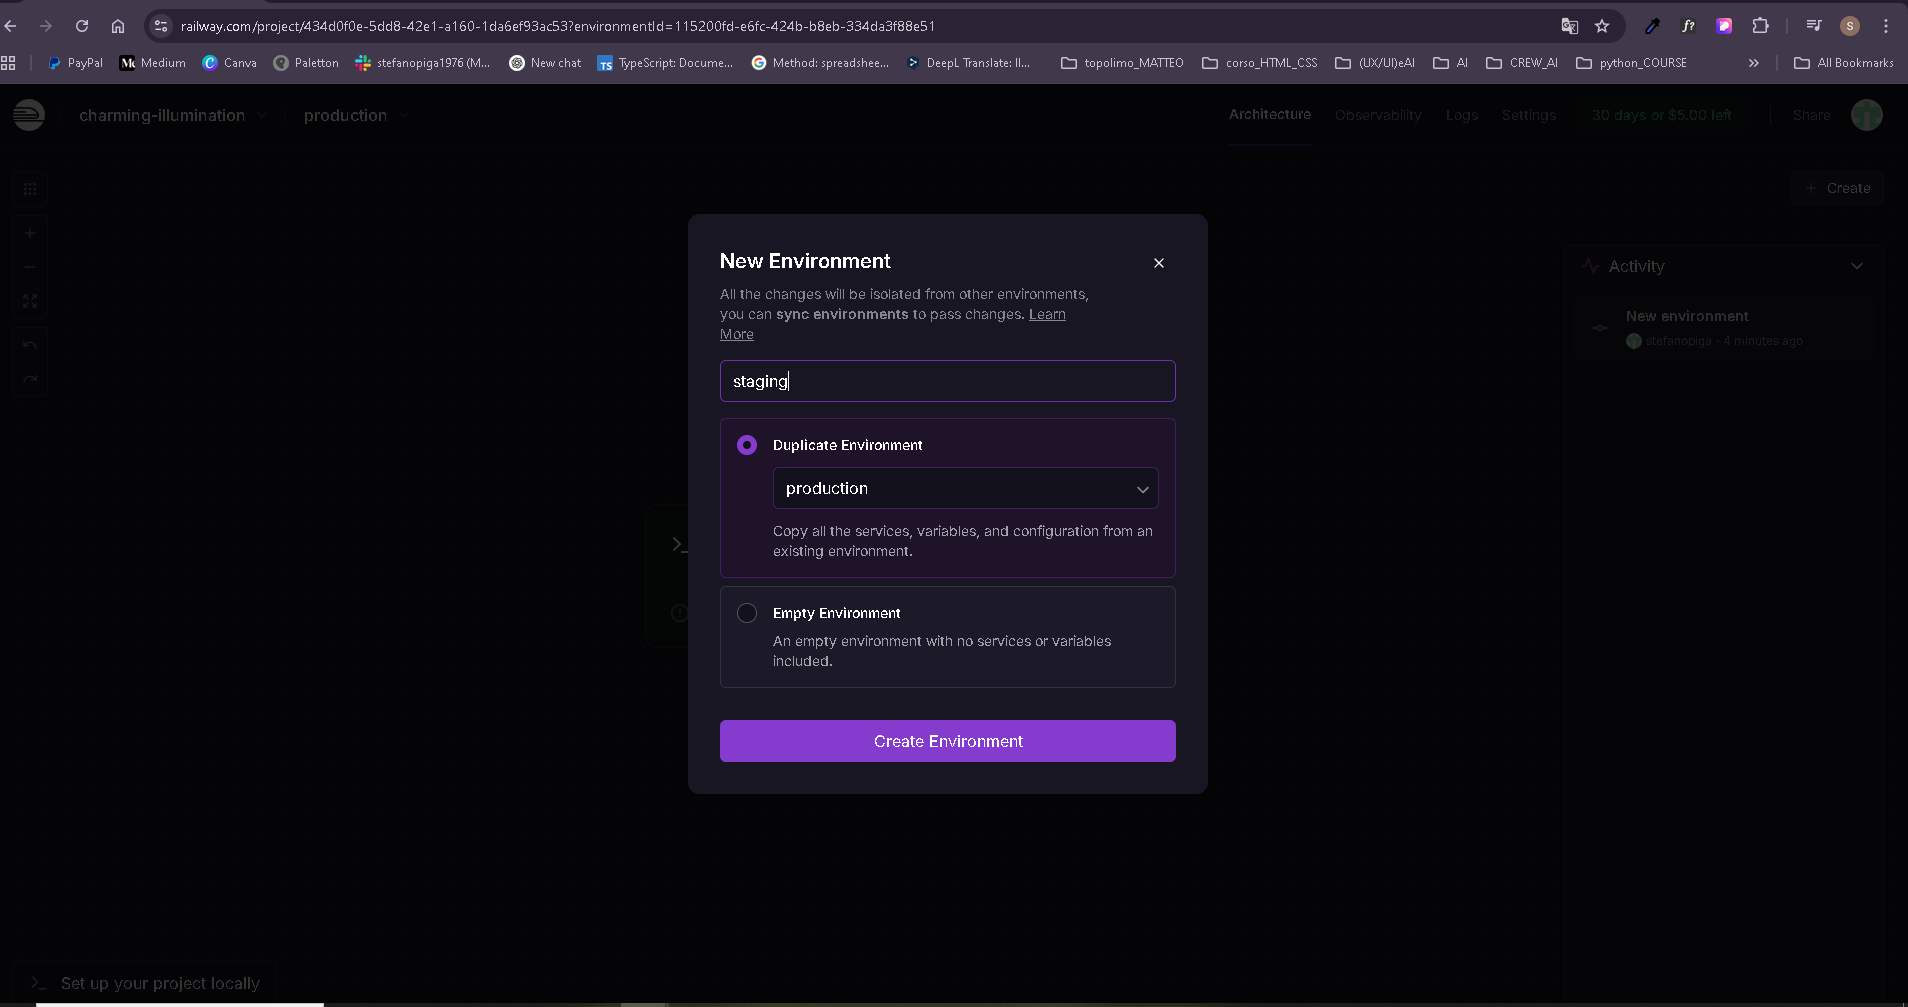 railway.com/project/434d0f0e-5dd8-42e1-a160-1da6ef93ac53?environmentId=115200fd-e6fc-424b-b8eb-334da3f88e51
S
PayPal
Medium
Canva
Paletton
stefanopiga1976 (M...
New chat
TypeScript: Docume...
Method: spreadshee...
DeepL Translate: Il...
topolimo_MATTEO
corso_HTML_CSS
(UX/UI)eAI
AI
CREW_AI
python_COURSE
All Bookmarks
/ charming-illumination / production
Architecture
Observability
Logs
Settings
30 days or $5.00 left
Share
+ Create
Activity
New environment
stefanopiga · 4 minutes ago
New Environment
All the changes will be isolated from other environments,
you can sync environments to pass changes. Learn
More
staging
Duplicate Environment
production
Copy all the services, variables, and configuration from an
existing environment.
Empty Environment
An empty environment with no services or variables
included.
Create Environment
Set up your project locally